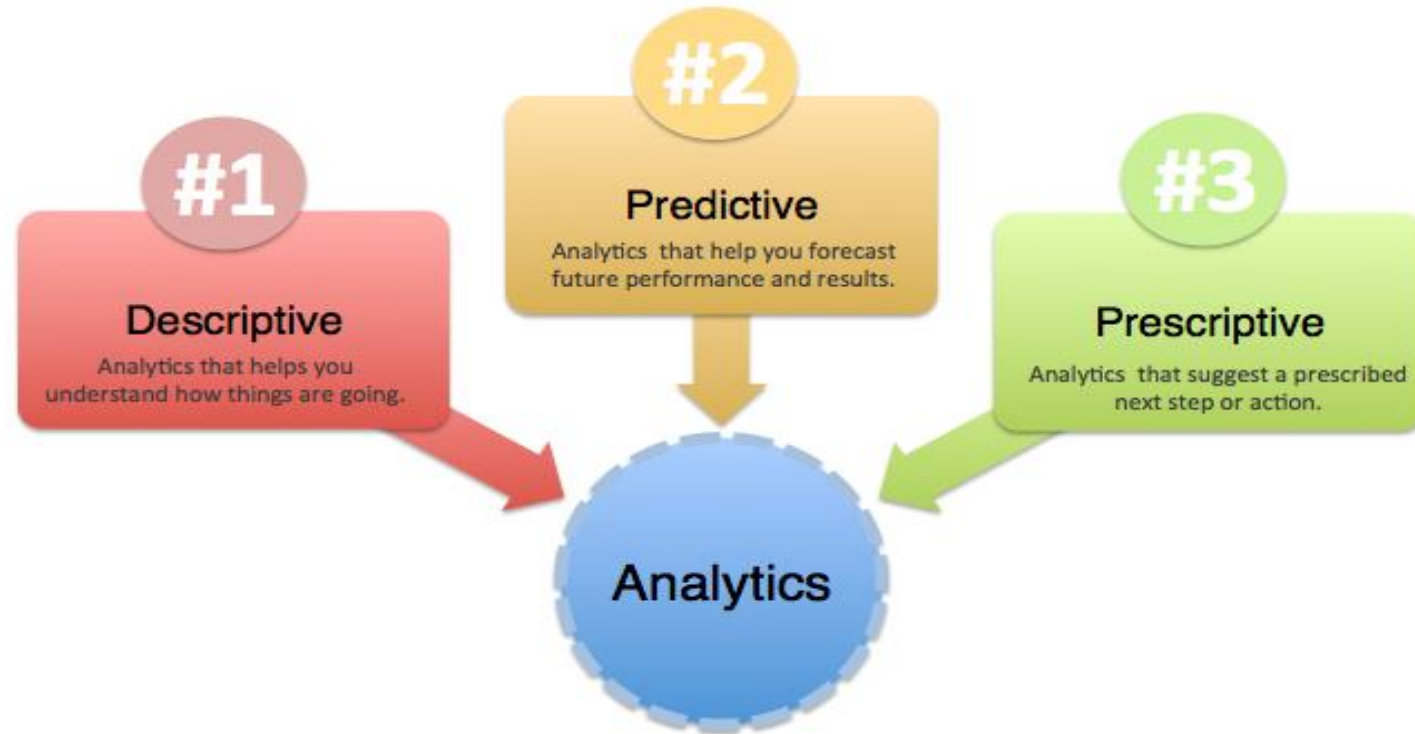 #1
Descriptive
Analytics that helps you
understand how things are going.
#2
Predictive
Analytics that help you forecast
future performance and results.
#3
Prescriptive
Analytics that suggest a prescribed
next step or action.
Analytics